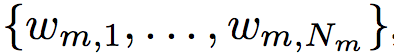 {w_{m,1}, . . . , w_{m,N_m}},